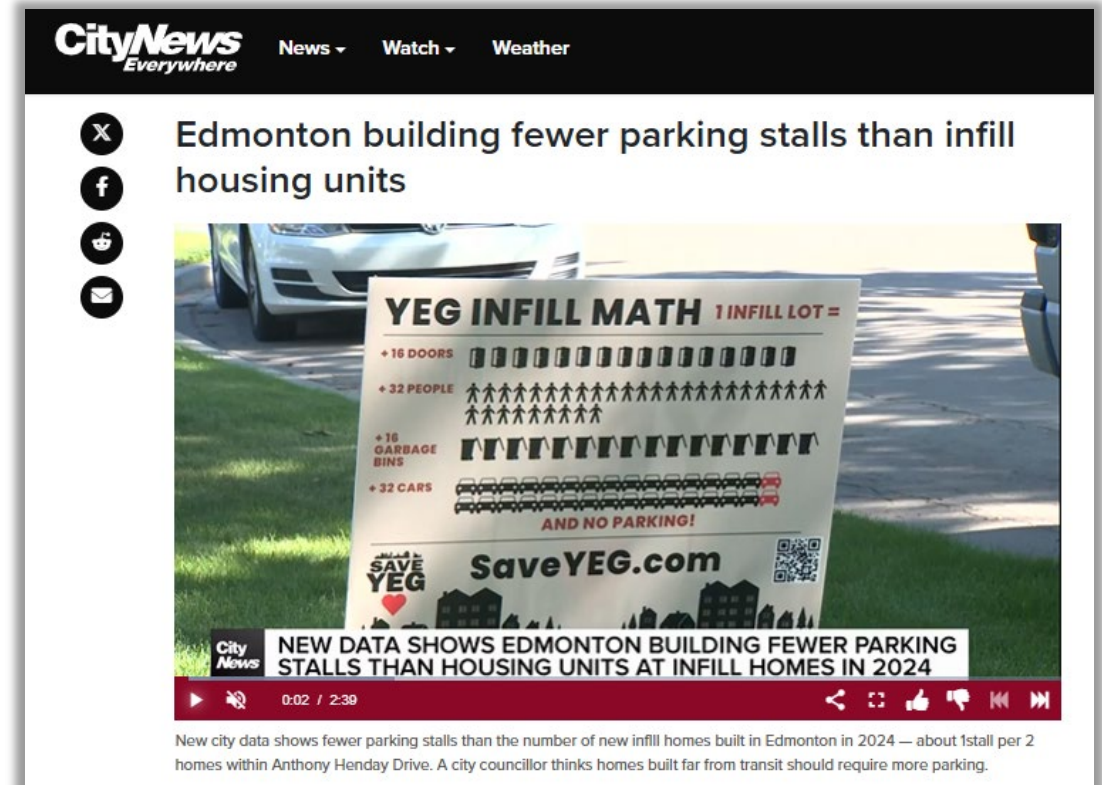 CityNews
Everywhere
News
Watch
Weather
Edmonton building fewer parking stalls than infill
housing units
YEG INFILL MATH 1 INFILL LOT =
+ 16 DOORS
+ 32 PEOPLE
+ 16
GARBAGE
BINS
+ 32 CARS
AND NO PARKING!
SAVE
YEG
SaveYEG.com
City
News
NEW DATA SHOWS EDMONTON BUILDING FEWER PARKING
STALLS THAN HOUSING UNITS AT INFILL HOMES IN 2024
0:02 / 2:39
New city data shows fewer parking stalls than the number of new infill homes built in Edmonton in 2024 — about 1stall per 2
homes within Anthony Henday Drive. A city councillor thinks homes built far from transit should require more parking.